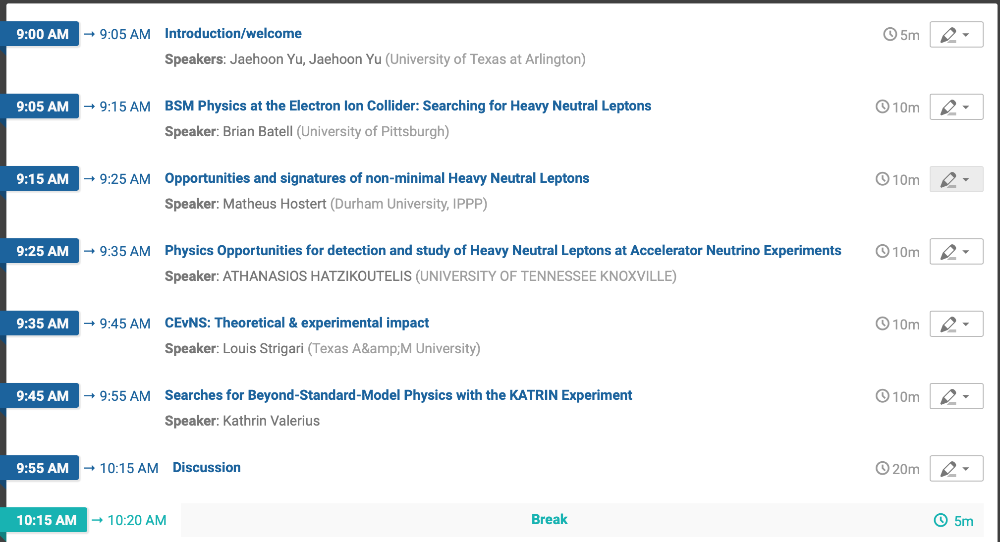 9:00 AM → 9:05 AM Introduction/welcome 5m
Speakers: Jaehoon Yu, Jaehoon Yu (University of Texas at Arlington)
9:05 AM → 9:15 AM BSM Physics at the Electron Ion Collider: Searching for Heavy Neutral Leptons 10m
Speaker: Brian Batell (University of Pittsburgh)
9:15 AM → 9:25 AM Opportunities and signatures of non-minimal Heavy Neutral Leptons 10m
Speaker: Matheus Hostert (Durham University, IPPP)
9:25 AM → 9:35 AM Physics Opportunities for detection and study of Heavy Neutral Leptons at Accelerator Neutrino Experiments 10m
Speaker: ATHANASIOS HATZIKOUTELIS (UNIVERSITY OF TENNESSEE KNOXVILLE)
9:35 AM → 9:45 AM CEvNS: Theoretical & experimental impact 10m
Speaker: Louis Strigari (Texas A&amp;M University)
9:45 AM → 9:55 AM Searches for Beyond-Standard-Model Physics with the KATRIN Experiment 10m
Speaker: Kathrin Valerius
9:55 AM → 10:15 AM Discussion 20m
10:15 AM → 10:20 AM Break 5m